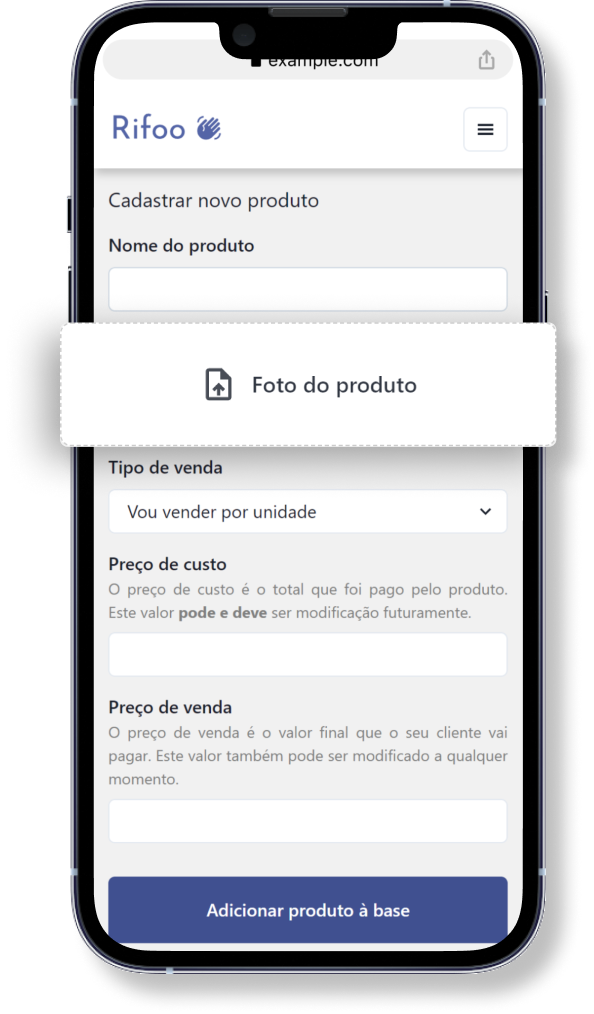 example.com
Rifoo
Cadastrar novo produto
Nome do produto
Foto do produto
Tipo de venda
Vou vender por unidade
Preço de custo
O preço de custo é o total que foi pago pelo produto.
Este valor pode e deve ser modificação futuramente.
Preço de venda
O preço de venda é o valor final que o seu cliente vai
pagar. Este valor também pode ser modificado a qualquer
momento.
Adicionar produto à base